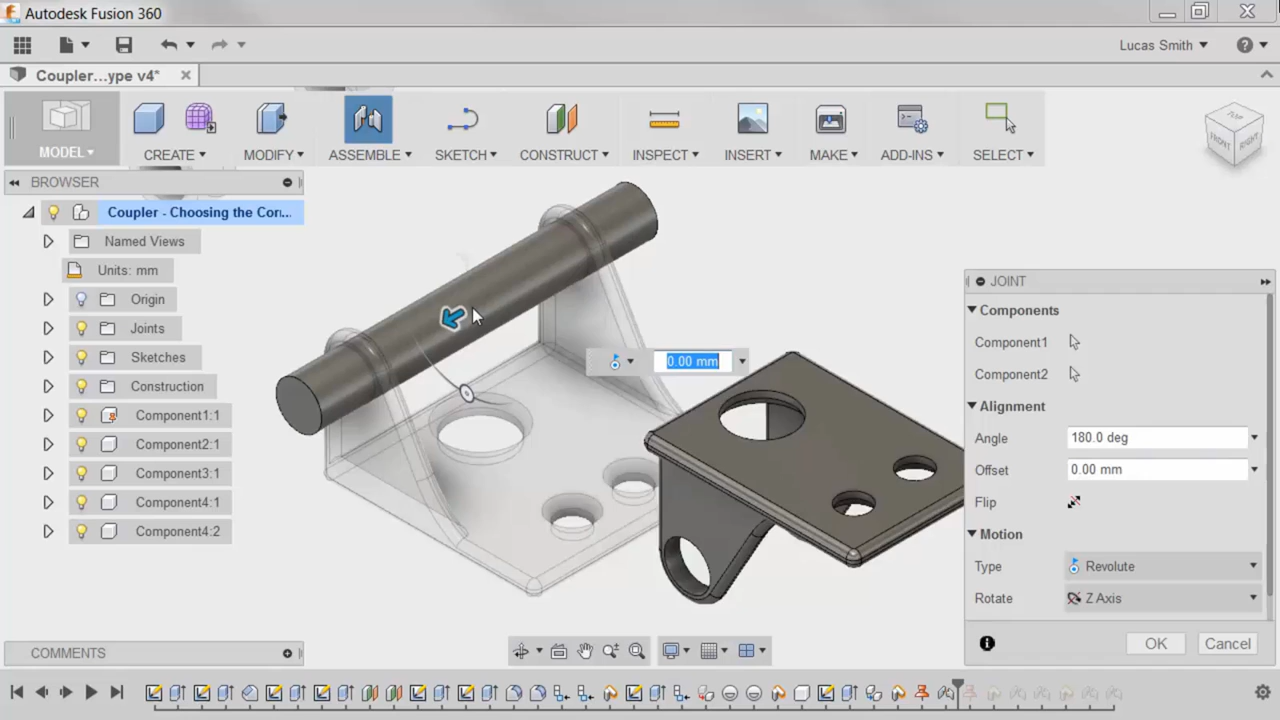 Autodesk Fusion 360
Lucas Smith
Coupler...ype v4*
MODEL
CREATE
MODIFY
ASSEMBLE
SKETCH
CONSTRUCT
INSPECT
INSERT
MAKE
ADD-INS
SELECT
TOP
FRONT
RIGHT
BROWSER
Coupler - Choosing the Con...
Named Views
Units: mm
Origin
Joints
Sketches
Construction
Component1:1
Component2:1
Component3:1
Component4:1
Component4:2
0.00 mm
JOINT
Components
Component1
Component2
Alignment
Angle 180.0 deg
Offset 0.00 mm
Flip
Motion
Type Revolute
Rotate Z Axis
OK Cancel
COMMENTS